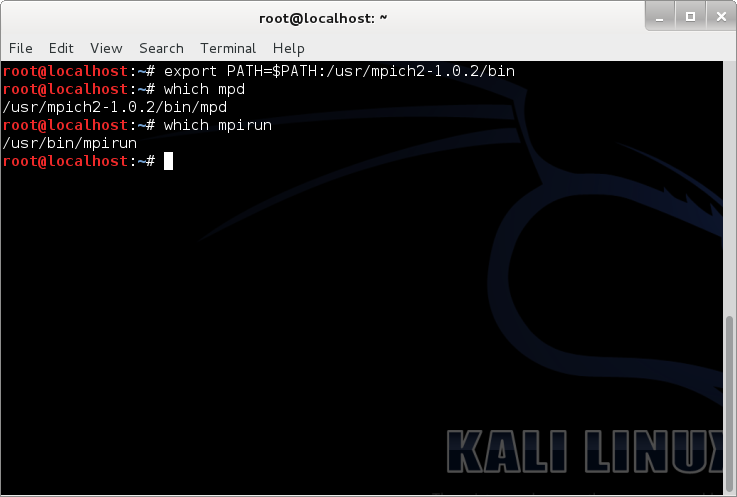 root@localhost: ~
File Edit View Search Terminal Help
root@localhost:~# export PATH=$PATH:/usr/mpich2-1.0.2/bin
root@localhost:~# which mpd
/usr/mpich2-1.0.2/bin/mpd
root@localhost:~# which mpirun
/usr/bin/mpirun
root@localhost:~#
KALI LINUX